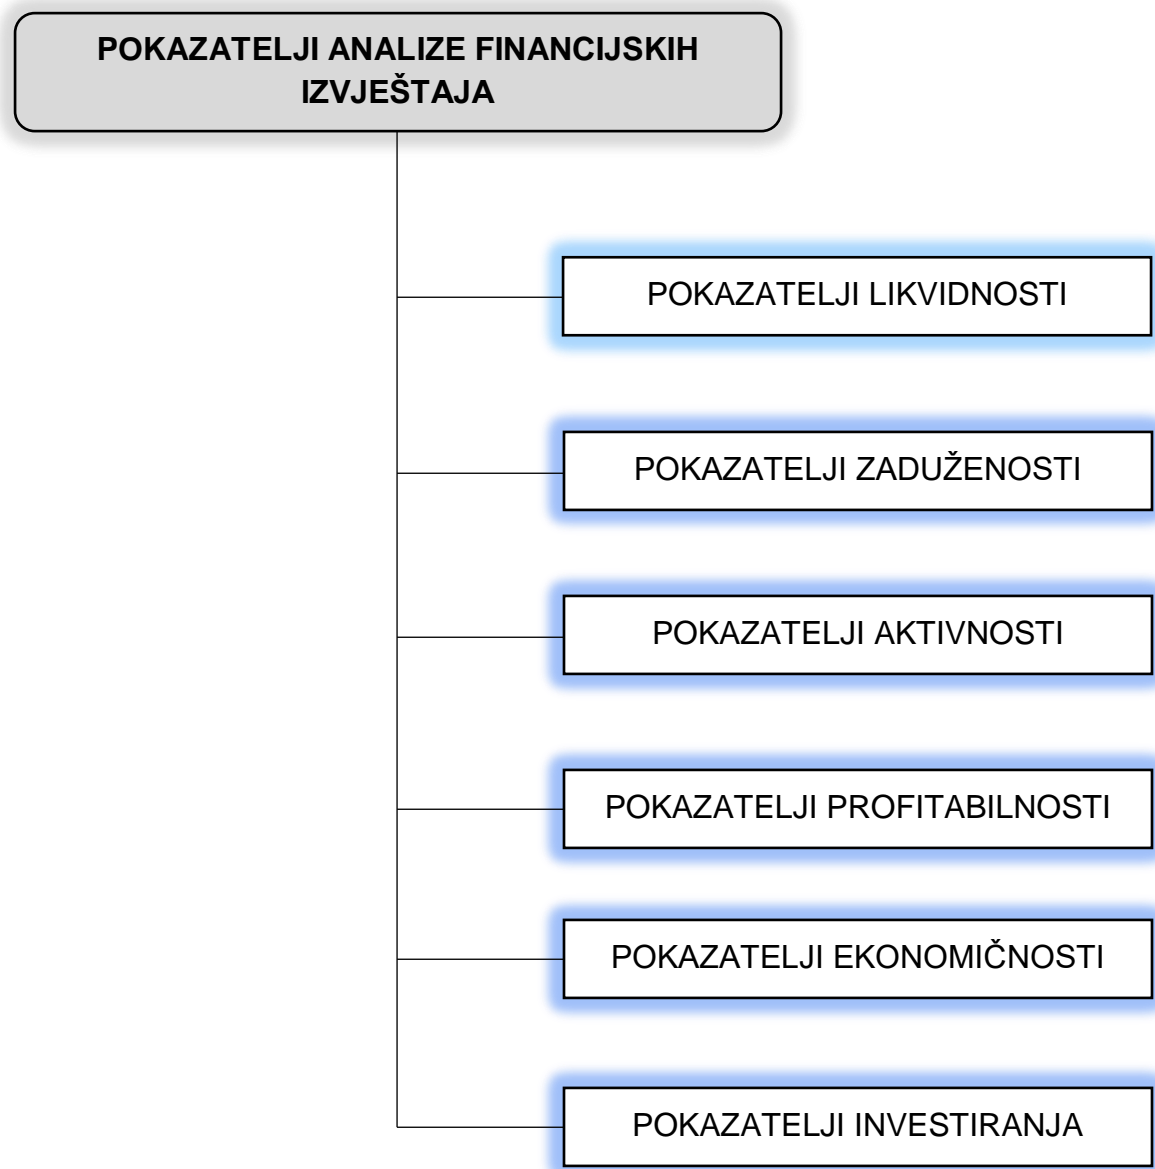 POKAZATELJI ANALIZE FINANCIJSKIH
IZVJEŠTAJA
POKAZATELJI LIKVIDNOSTI
POKAZATELJI ZADUŽENOSTI
POKAZATELJI AKTIVNOSTI
POKAZATELJI PROFITABILNOSTI
POKAZATELJI EKONOMIČNOSTI
POKAZATELJI INVESTIRANJA